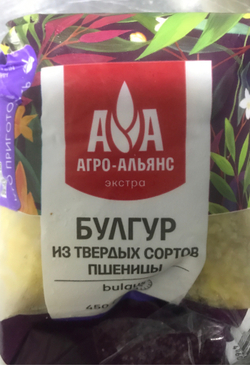 АА
АГРО-АЛЬЯНС
экстра
БУЛГУР
ИЗ ТВЕРДЫХ СОРТОВ
ПШЕНИЦЫ